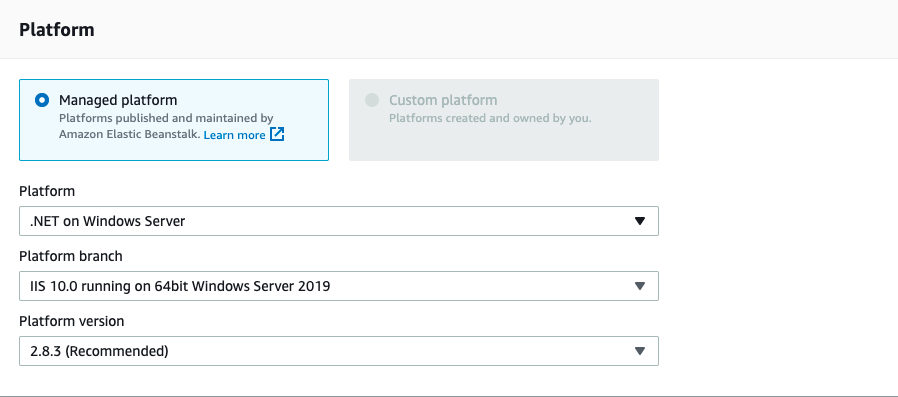 Platform
Managed platform
Platforms published and maintained by
Amazon Elastic Beanstalk. Learn more
Custom platform
Platforms created and owned by you.
Platform
.NET on Windows Server
Platform branch
IIS 10.0 running on 64bit Windows Server 2019
Platform version
2.8.3 (Recommended)